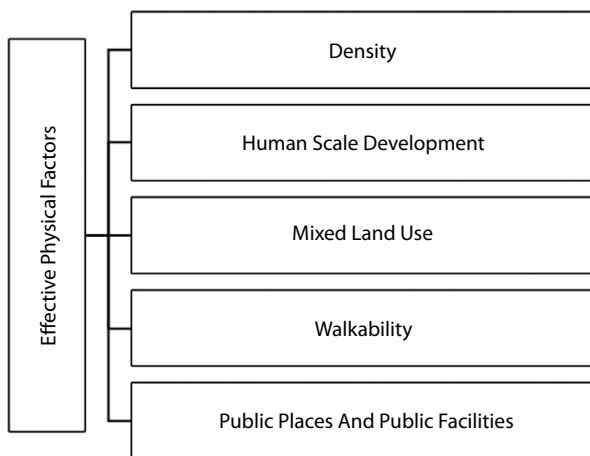 Effective Physical Factors
Density
Human Scale Development
Mixed Land Use
Walkability
Public Places And Public Facilities